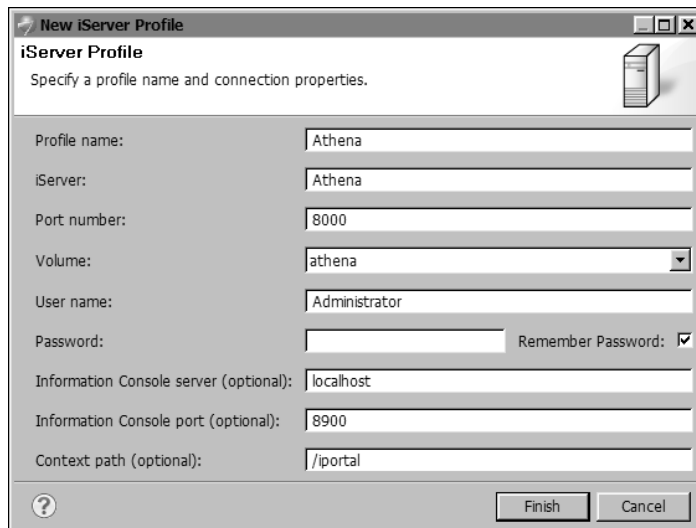 New iServer Profile
iServer Profile
Specify a profile name and connection properties.
Profile name: Athena
iServer: Athena
Port number: 8000
Volume: athena
User name: Administrator
Password: Remember Password:
Information Console server (optional): localhost
Information Console port (optional): 8900
Context path (optional): /iportal
? Finish Cancel